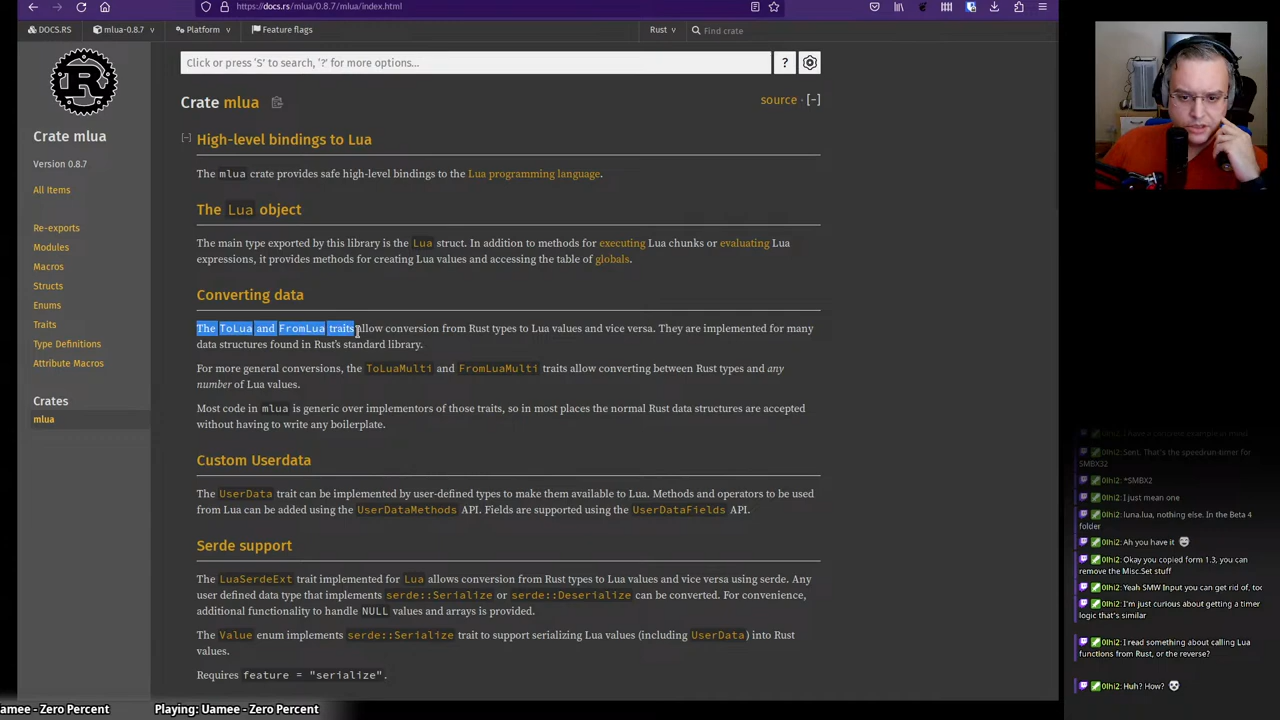 https://docs.rs/mlua/0.8.7/mlua/index.html
DOCS.RS
mlua-0.8.7
Platform
Feature flags
Rust
Find crate
Click or press 'S' to search, '?' for more options...
?
Crate mlua
source · [−]
Crate mlua
Version 0.8.7
All Items
Re-exports
Modules
Macros
Structs
Enums
Traits
Type Definitions
Attribute Macros
Crates
mlua
[−]
High-level bindings to Lua
The mlua crate provides safe high-level bindings to the Lua programming language.
The Lua object
The main type exported by this library is the Lua struct. In addition to methods for executing Lua chunks or evaluating Lua
expressions, it provides methods for creating Lua values and accessing the table of globals.
Converting data
The ToLua and FromLua traits allow conversion from Rust types to Lua values and vice versa. They are implemented for many
data structures found in Rust's standard library.
For more general conversions, the ToLuaMulti and FromLuaMulti traits allow converting between Rust types and any
number of Lua values.
Most code in mlua is generic over implementors of those traits, so in most places the normal Rust data structures are accepted
without having to write any boilerplate.
Custom Userdata
The UserData trait can be implemented by user-defined types to make them available to Lua. Methods and operators to be used
from Lua can be added using the UserDataMethods API. Fields are supported using the UserDataFields API.
Serde support
The LuaSerdeExt trait implemented for Lua allows conversion from Rust types to Lua values and vice versa using serde. Any
user defined data type that implements serde::Serialize or serde::Deserialize can be converted. For convenience,
additional functionality to handle NULL values and arrays is provided.
The Value enum implements serde::Serialize trait to support serializing Lua values (including UserData) into Rust
values.
Requires feature = "serialize".
0lhi2: Sent. That's the speedrun timer for
SMBX32
0lhi2: *SMBX2
0lhi2: I just mean one
0lhi2: luna.lua, nothing else. In the Beta 4
folder
0lhi2: Ah you have it
0lhi2: Okay you copied form 1.3, you can
remove the Misc.Set stuff
0lhi2: Yeah SMW Input you can get rid of, too
0lhi2: I'm just curious about getting a timer
logic that's similar
0lhi2: I read something about calling Lua
functions from Rust, or the reverse?
0lhi2: Huh? How?
amee - Zero Percent
Playing: Uamee - Zero Percent